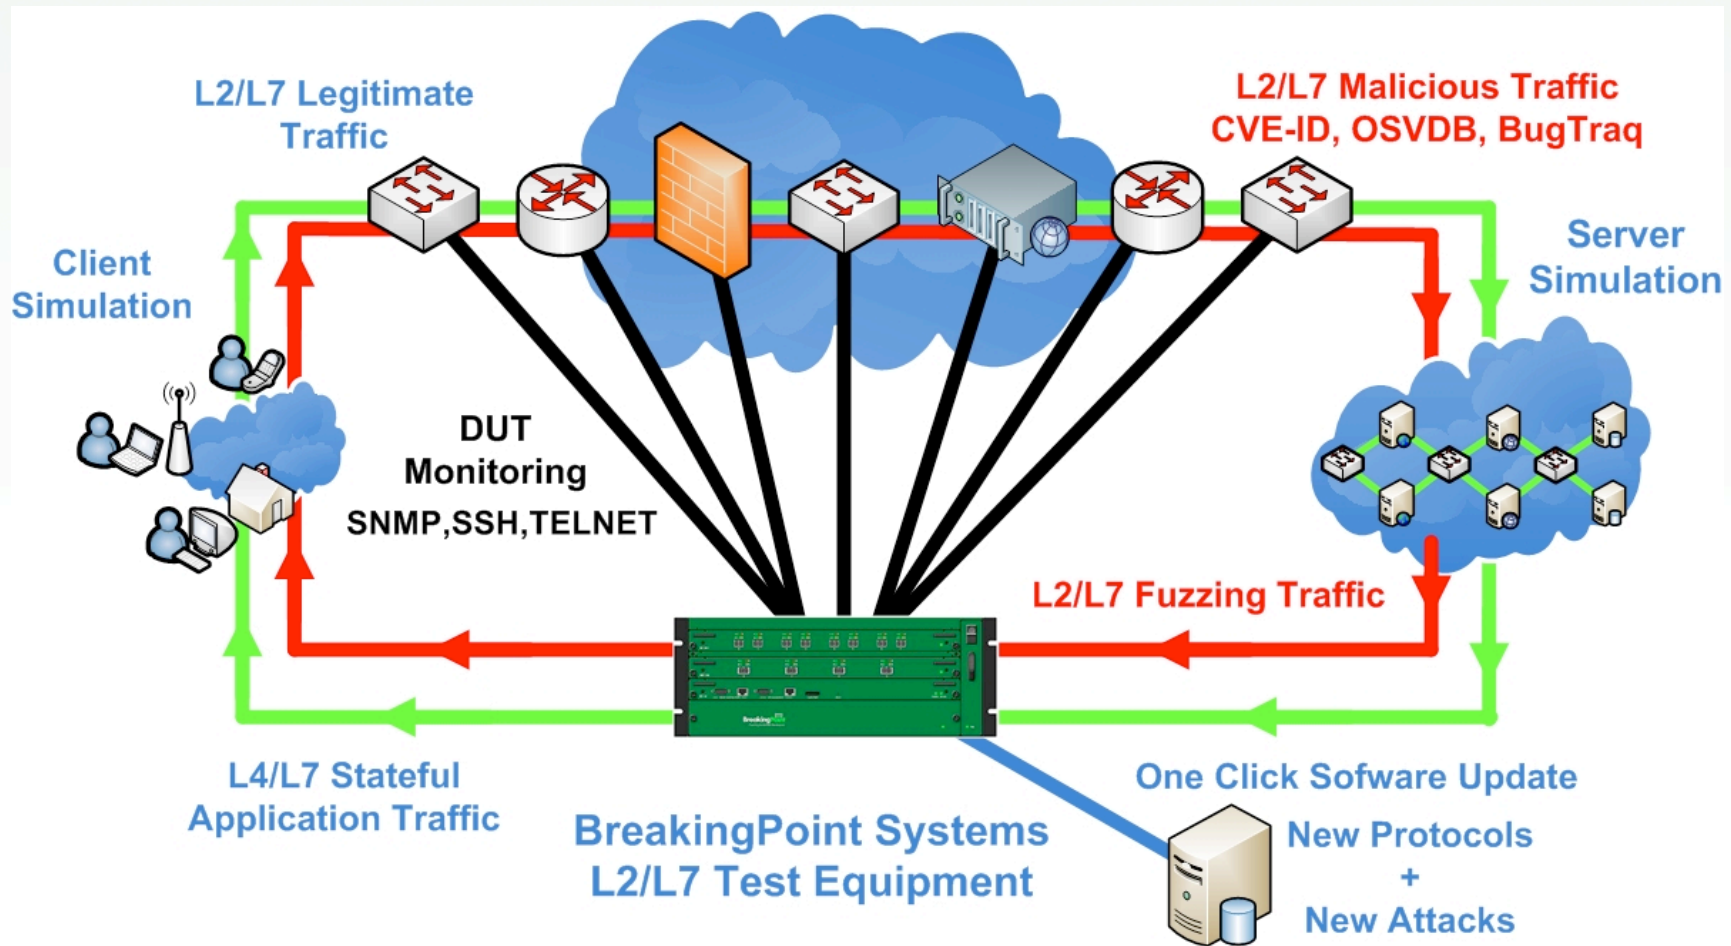 L2/L7 Legitimate
Traffic
L2/L7 Malicious Traffic
CVE-ID, OSVDB, BugTraq
Client
Simulation
Server
Simulation
DUT
Monitoring
SNMP,SSH,TELNET
L2/L7 Fuzzing Traffic
BreakingPoint
L4/L7 Stateful
Application Traffic
BreakingPoint Systems
L2/L7 Test Equipment
One Click Sofware Update
New Protocols
+
New Attacks